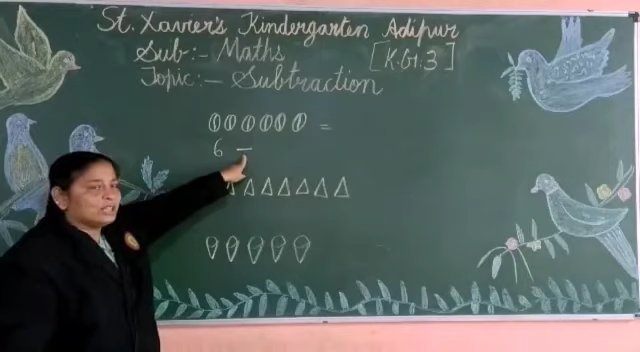 St. Xavier's Kindergarten Adipur
Sub:- Maths
[K.G:3]
Topic:- Subtraction
=
6 -